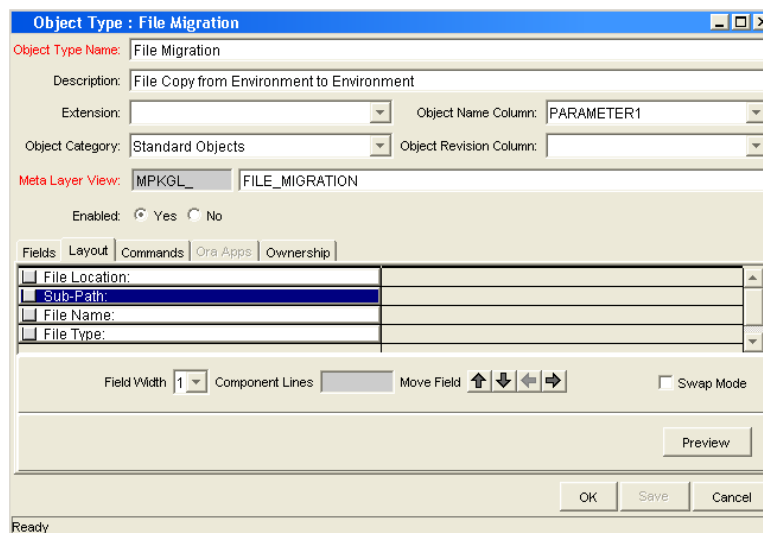 Object Type : File Migration
Object Type Name: File Migration
Description: File Copy from Environment to Environment
Extension: Object Name Column: PARAMETER1
Object Category: Standard Objects Object Revision Column:
Meta Layer View: MPKGL_ FILE_MIGRATION
Enabled: Yes No
Fields Layout Commands Ora Apps Ownership
File Location:
Sub-Path:
File Name:
File Type:
Field Width 1 Component Lines Move Field Swap Mode
Preview
OK Save Cancel
Ready